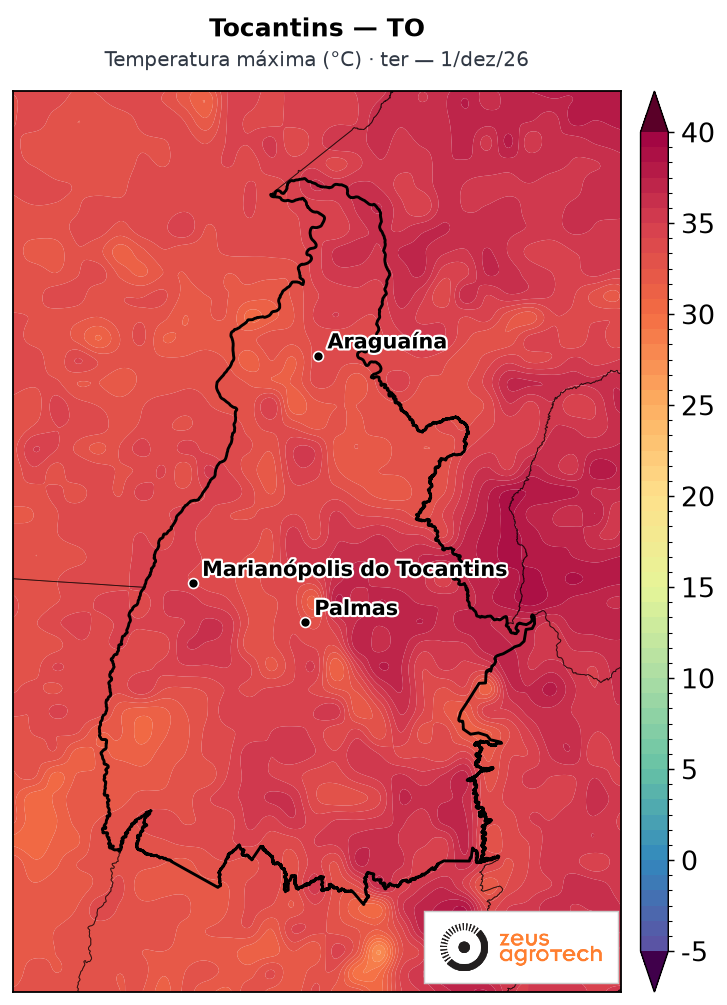 Tocantins — TO
Temperatura máxima (°C) · ter — 1/dez/26
Araguaína
Marianópolis do Tocantins
Palmas
40
35
30
25
20
15
10
5
0
-5
zeus
agrotech